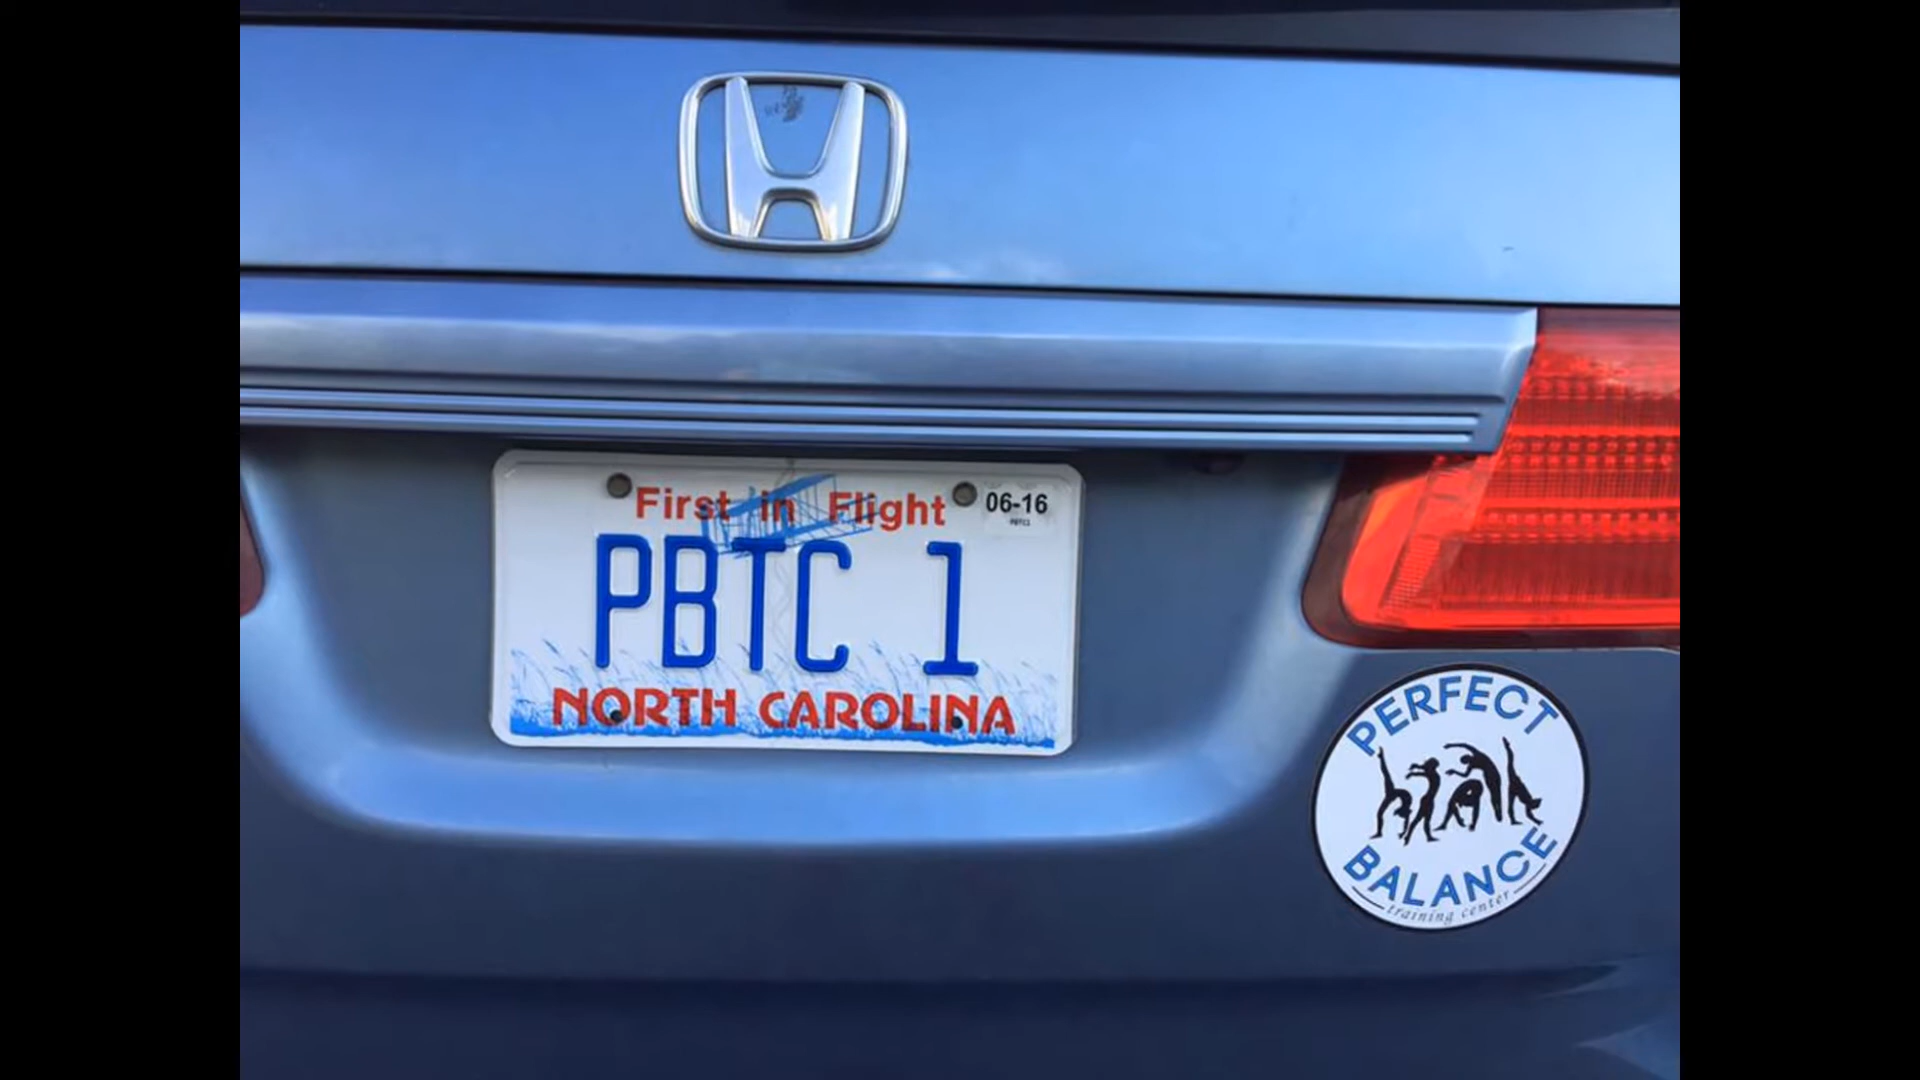 First in Flight
06-16
PBTC 1
NORTH CAROLINA
PERFECT
BALANCE
training center